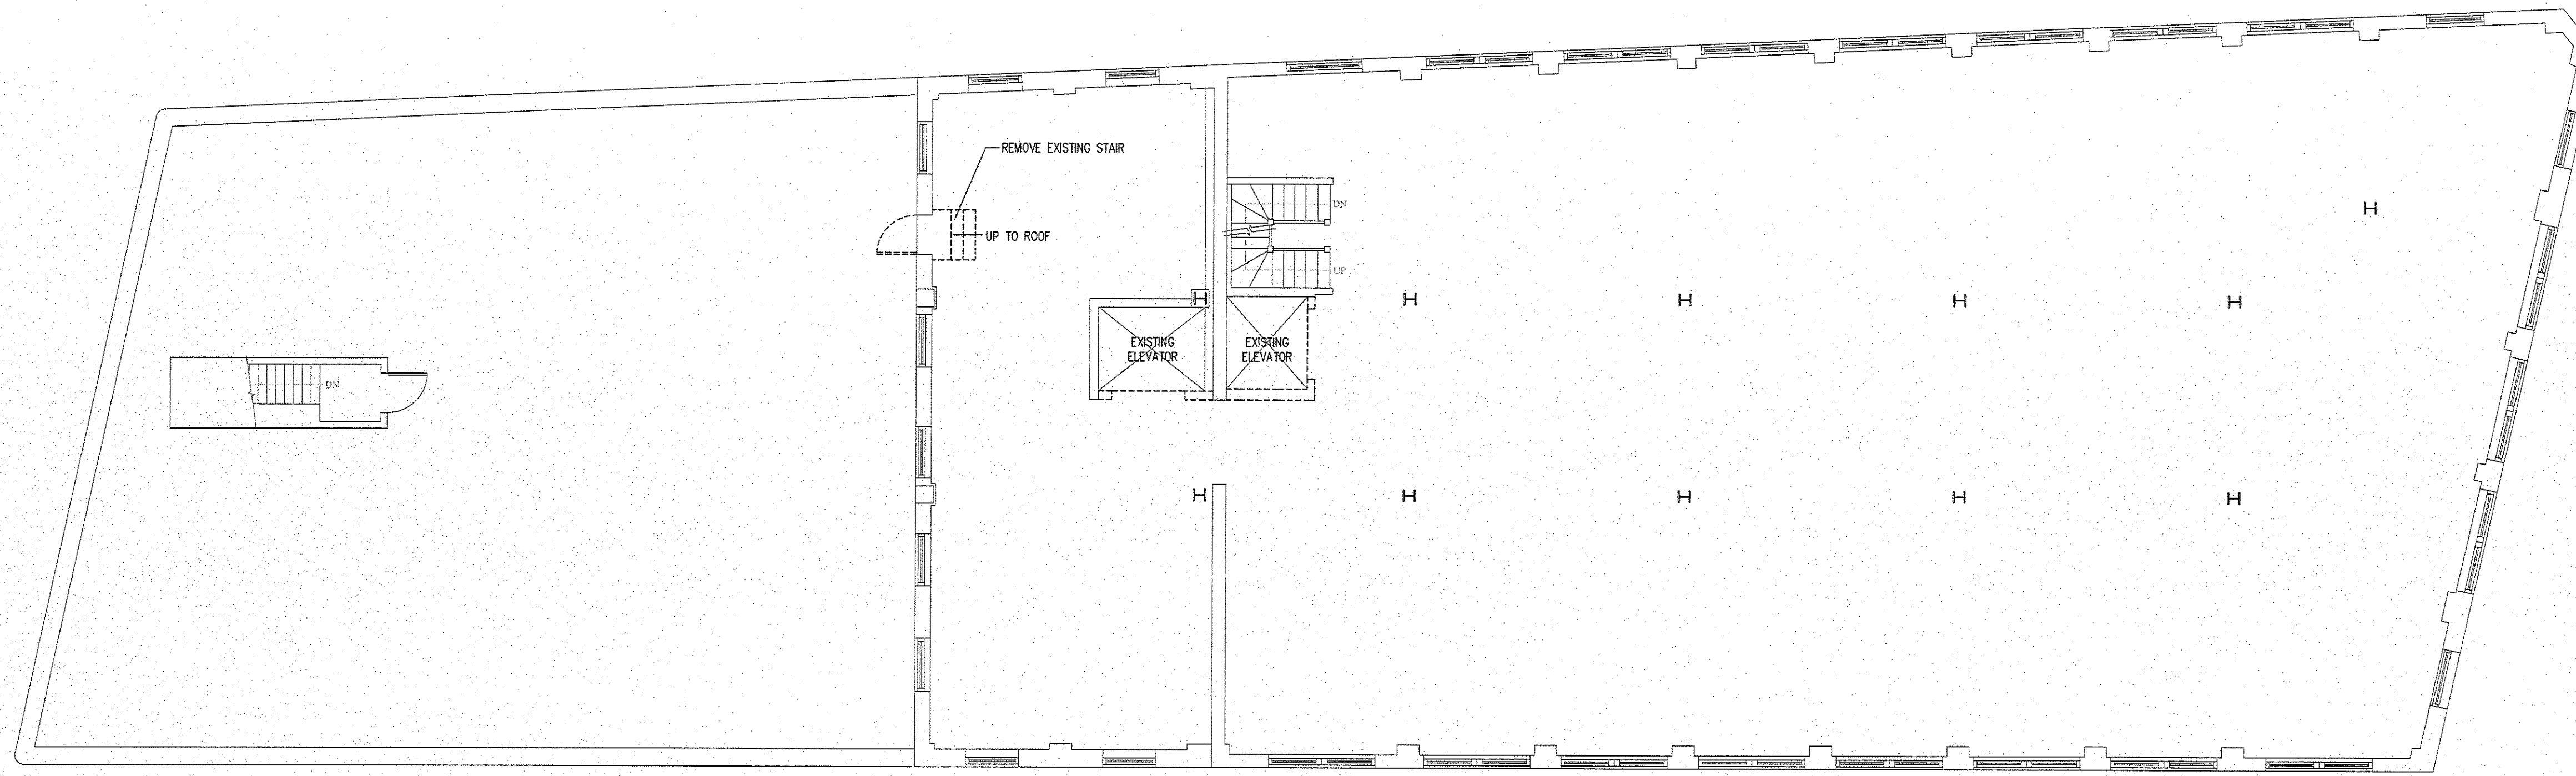 REMOVE EXISTING STAIR
UP TO ROOF
DN
UP
EXISTING
ELEVATOR
EXISTING
ELEVATOR
DN